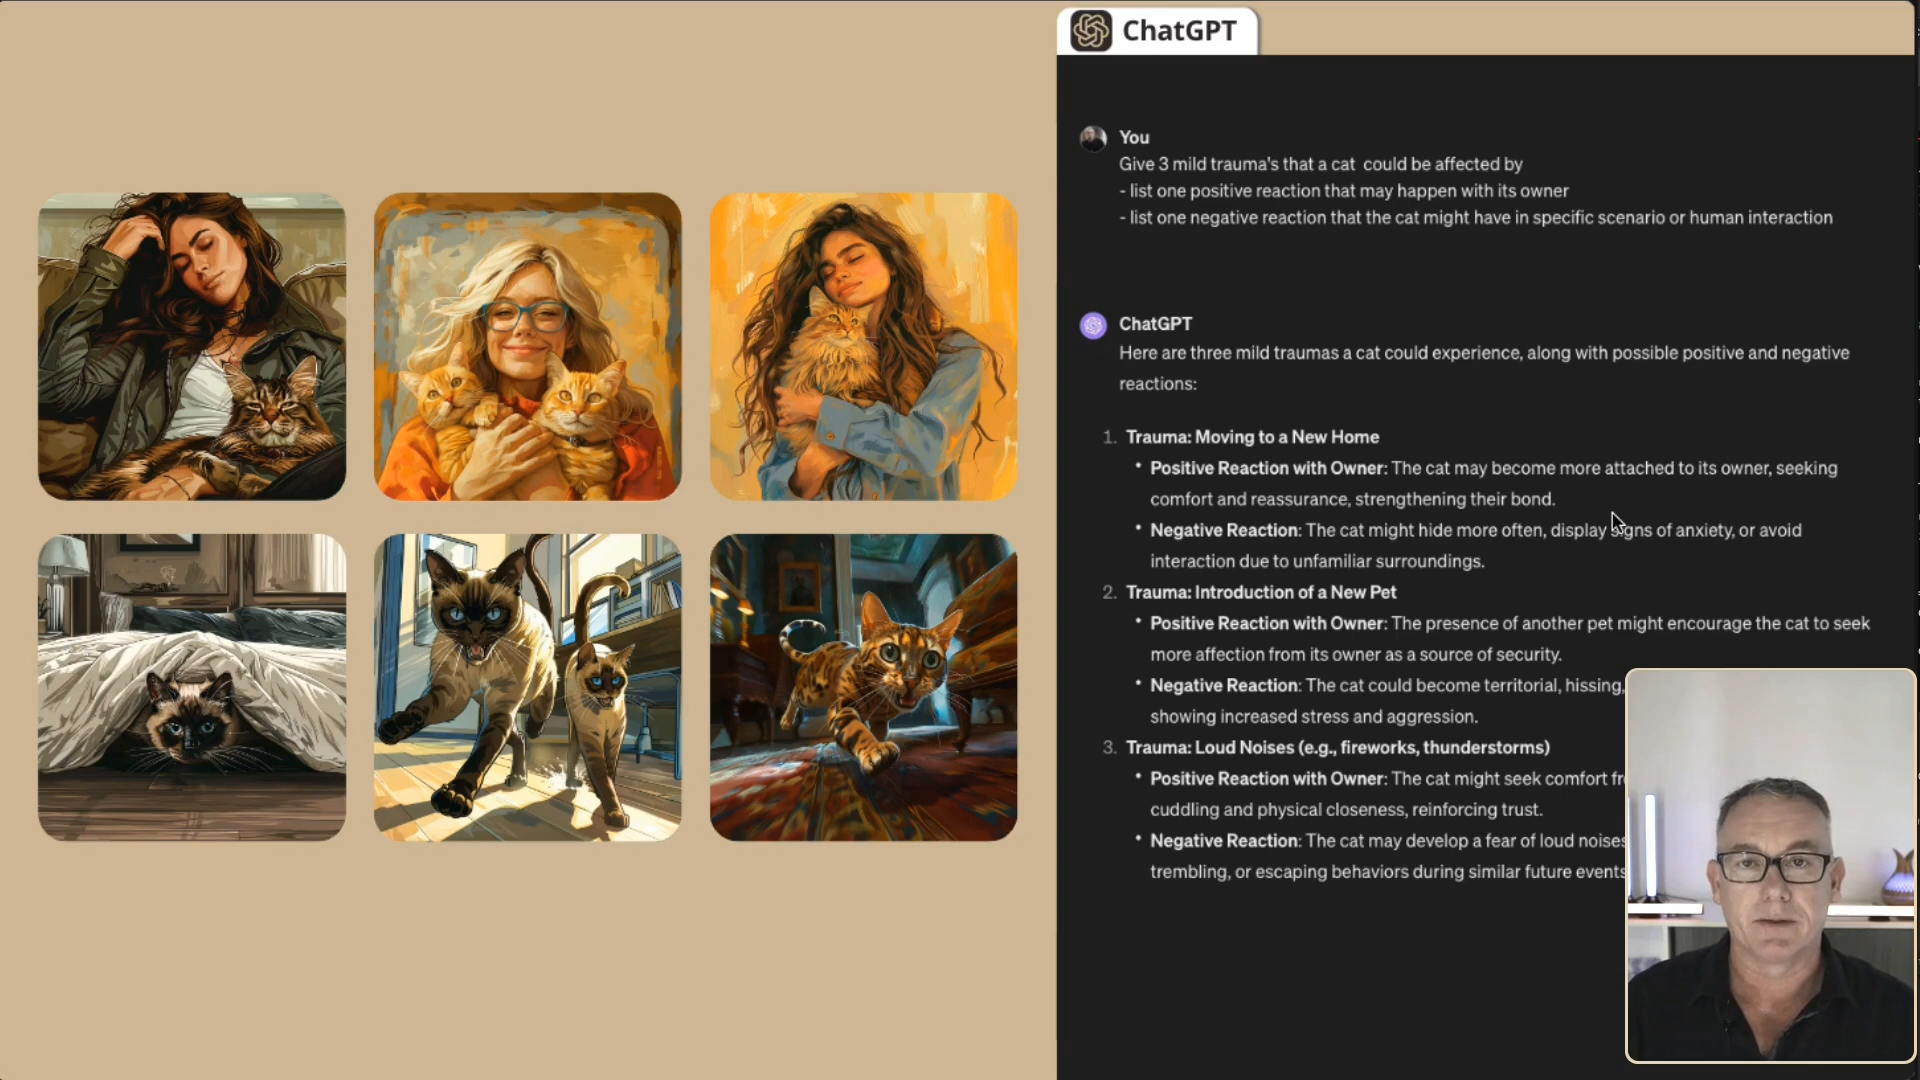 ChatGPT
You
Give 3 mild trauma's that a cat could be affected by
- list one positive reaction that may happen with its owner
- list one negative reaction that the cat might have in specific scenario or human interaction
ChatGPT
Here are three mild traumas a cat could experience, along with possible positive and negative
reactions:
1. Trauma: Moving to a New Home
• Positive Reaction with Owner: The cat may become more attached to its owner, seeking
comfort and reassurance, strengthening their bond.
• Negative Reaction: The cat might hide more often, display signs of anxiety, or avoid
interaction due to unfamiliar surroundings.
2. Trauma: Introduction of a New Pet
• Positive Reaction with Owner: The presence of another pet might encourage the cat to seek
more affection from its owner as a source of security.
• Negative Reaction: The cat could become territorial, hissing,
showing increased stress and aggression.
3. Trauma: Loud Noises (e.g., fireworks, thunderstorms)
• Positive Reaction with Owner: The cat might seek comfort
cuddling and physical closeness, reinforcing trust.
• Negative Reaction: The cat may develop a fear of loud noises
trembling, or escaping behaviors during similar future events